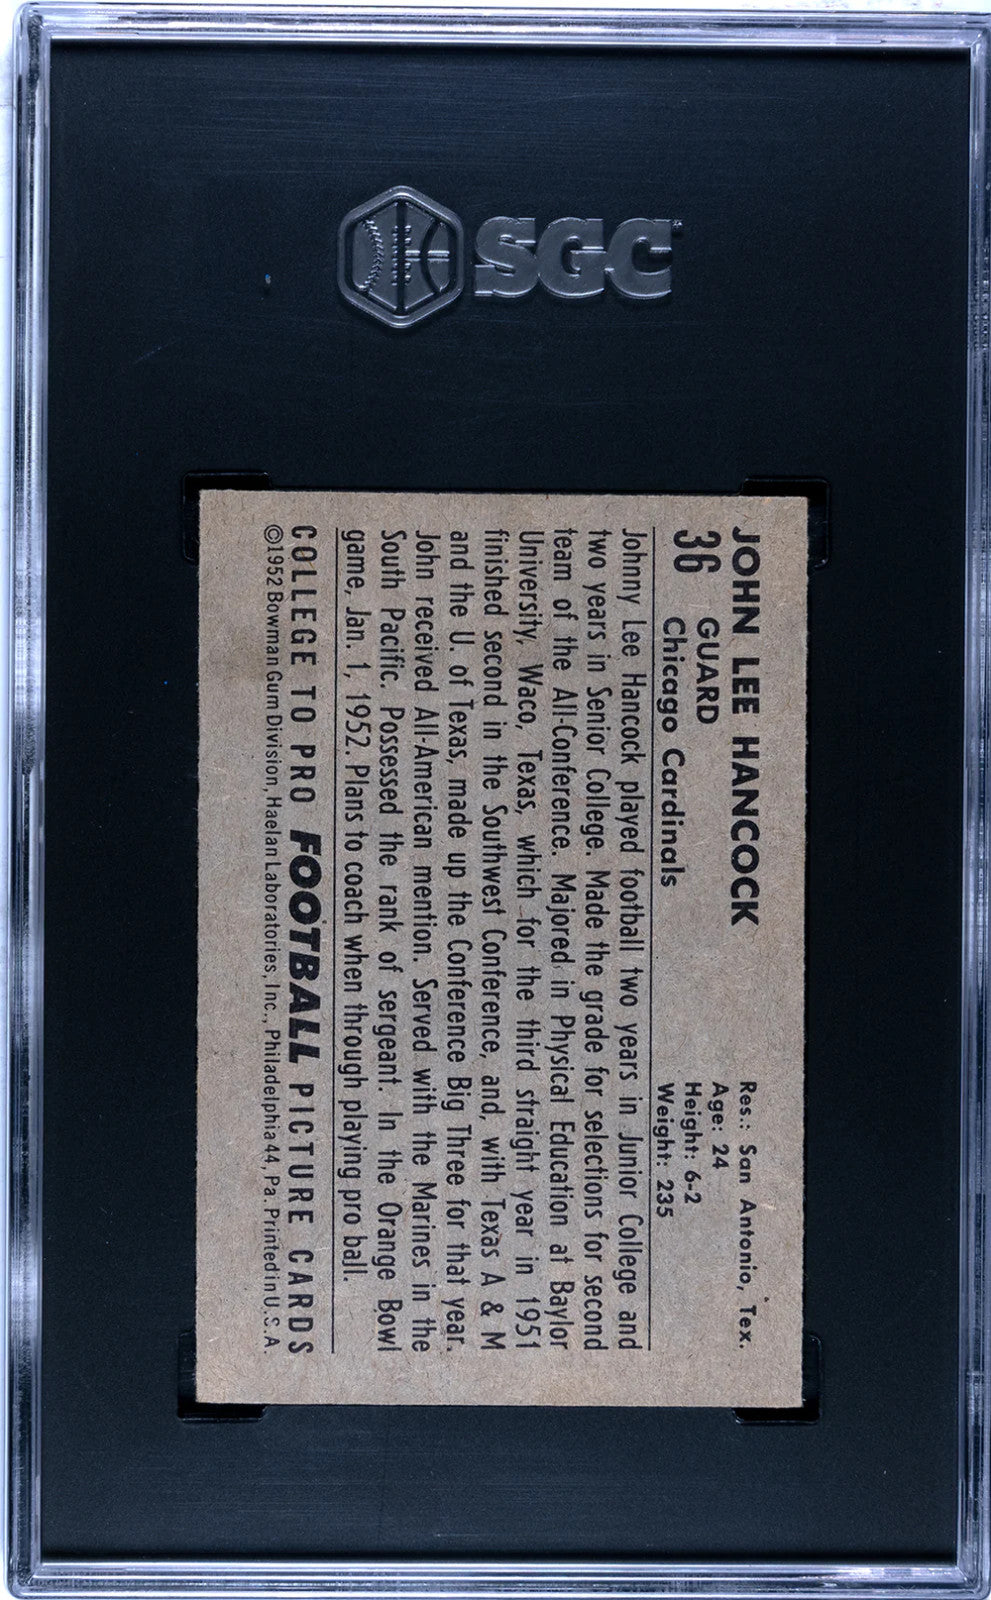 SGC
JOHN LEE HANCOCK
Res.: San Antonio, Tex.
36 GUARD
Age: 24
Chicago Cardinals
Height: 6-2
Weight: 235
Johnny Lee Hancock played football two years in Junior College and
two years in Senior College. Made the grade for selections for second
team of the All-Conference. Majored in Physical Education at Baylor
University, Waco, Texas, which for the third straight year in 1951
finished second in the Southwest Conference, and, with Texas A & M
and the U. of Texas, made up the Conference Big Three for that year.
John received All-American mention. Served with the Marines in the
South Pacific. Possessed the rank of sergeant. In the Orange Bowl
game, Jan. 1, 1952. Plans to coach when through playing pro ball.
COLLEGE TO PRO FOOTBALL PICTURE CARDS
©1952 Bowman Gum Division, Haelan Laboratories, Inc., Philadelphia 44, Pa. Printed in U.S.A.